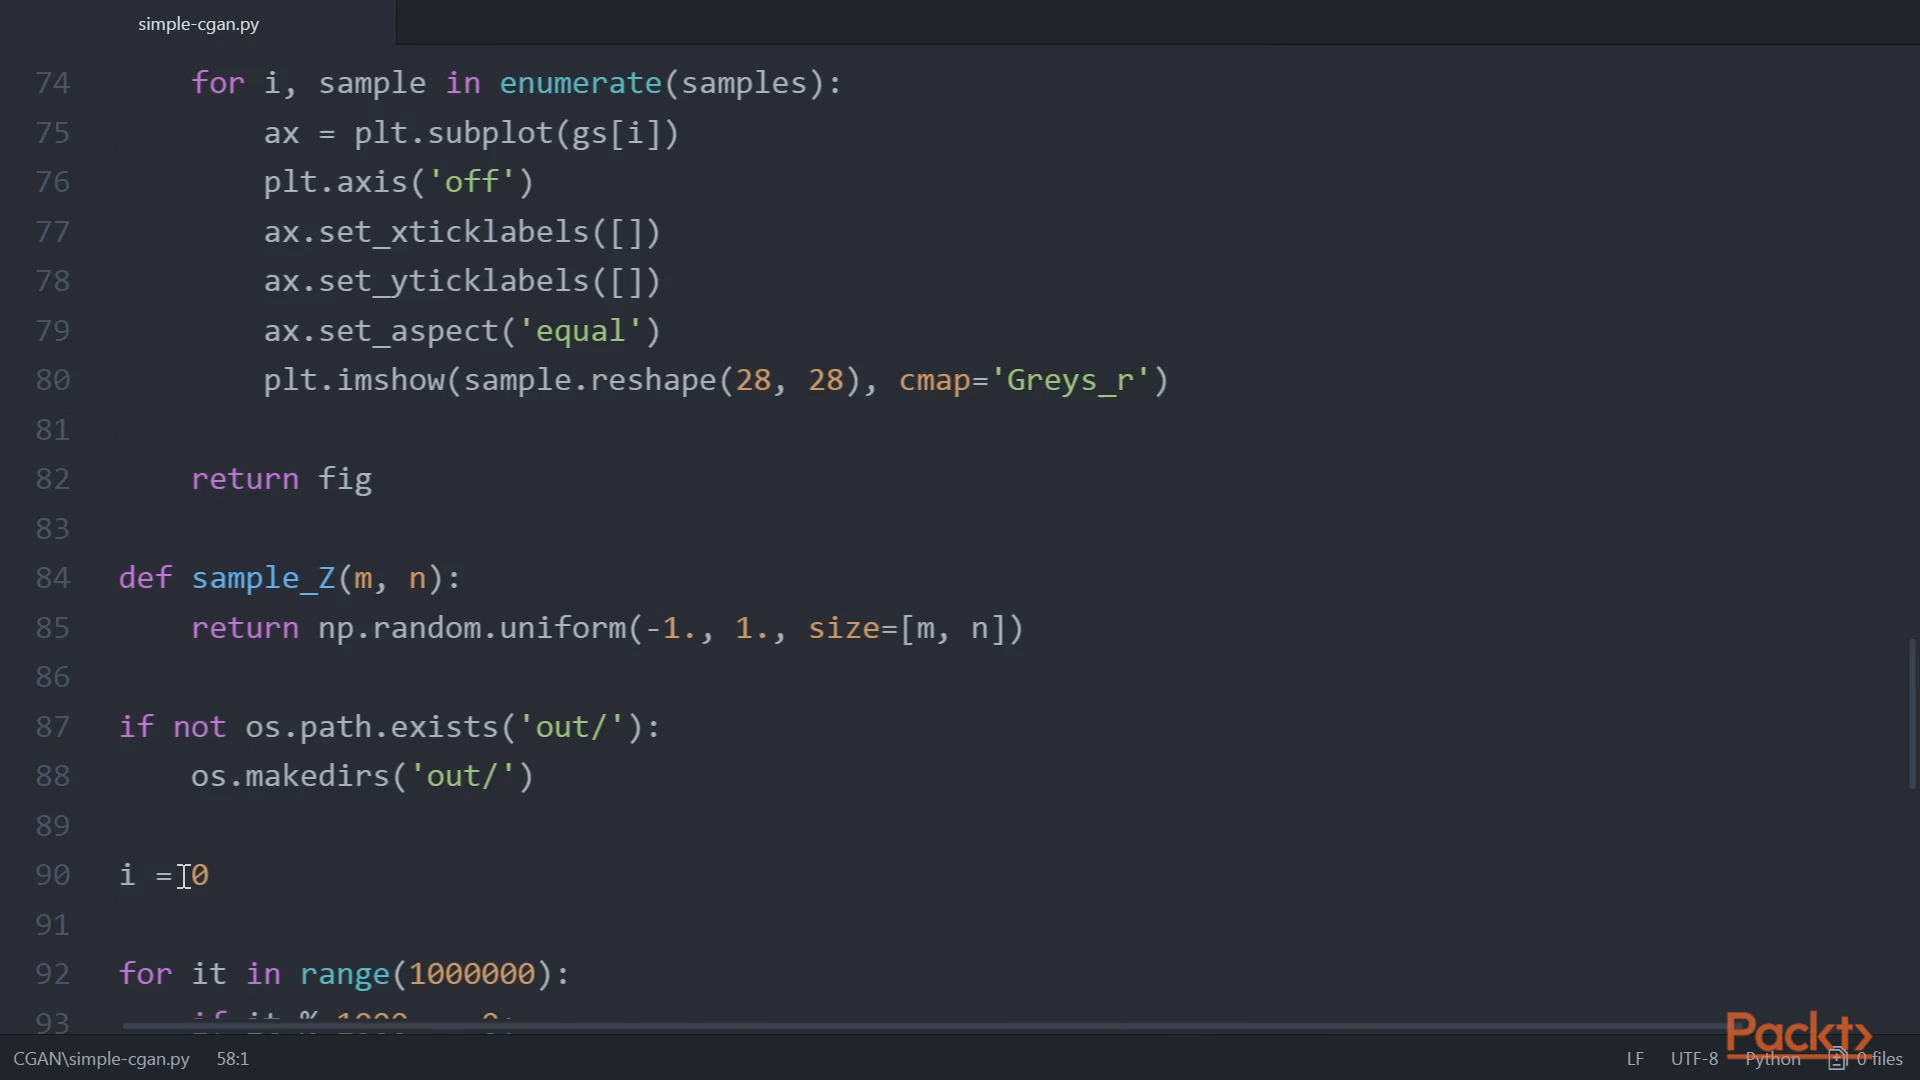 simple-cgan.py
74 for i, sample in enumerate(samples):
75 ax = plt.subplot(gs[i])
76 plt.axis('off')
77 ax.set_xticklabels([])
78 ax.set_yticklabels([])
79 ax.set_aspect('equal')
80 plt.imshow(sample.reshape(28, 28), cmap='Greys_r')
81
82 return fig
83
84 def sample_Z(m, n):
85 return np.random.uniform(-1., 1., size=[m, n])
86
87 if not os.path.exists('out/'):
88 os.makedirs('out/')
89
90 i = 0
91
92 for it in range(1000000):
93 if it % 1000 == 0:
Packt>
CGAN\simple-cgan.py 58:1 LF UTF-8 Python 0 files